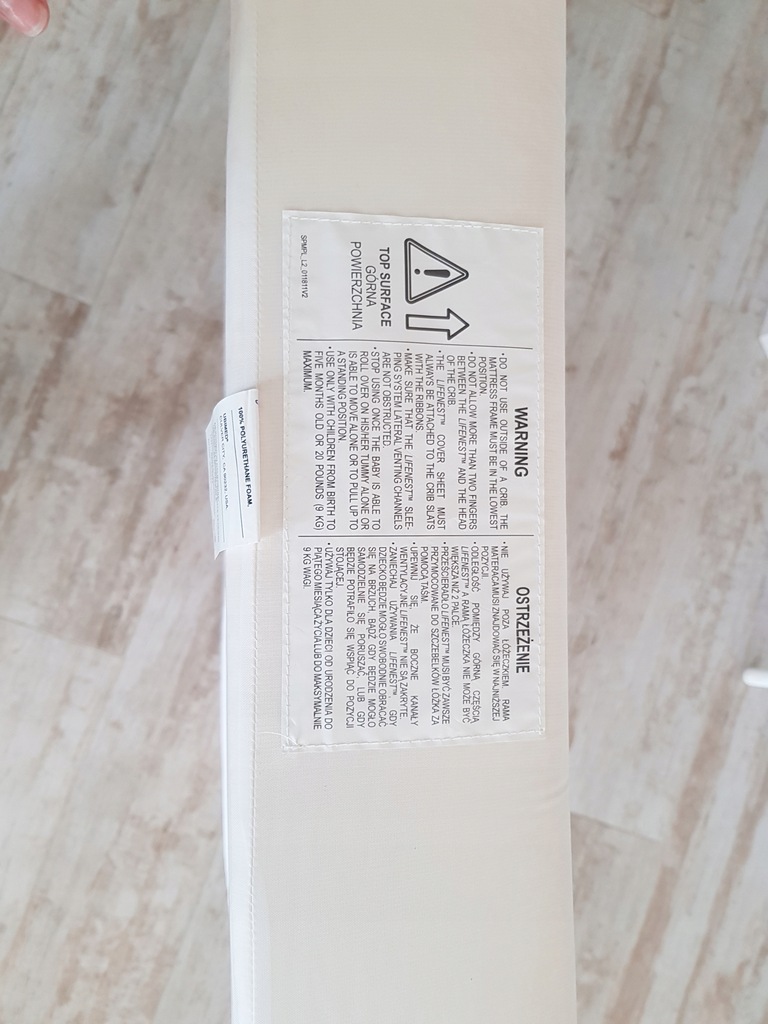 TOP SURFACE
GÓRNA
POWIERZCHNIA
SPMPL_L2_011811V2
WARNING
• DO NOT USE OUTSIDE OF A CRIB. THE
MATTRESS FRAME MUST BE IN THE LOWEST
POSITION.
• DO NOT ALLOW MORE THAN TWO FINGERS
BETWEEN THE LIFENEST™ AND THE HEAD
OF THE CRIB.
• THE LIFENEST™ COVER SHEET MUST
ALWAYS BE ATTACHED TO THE CRIB SLATS
WITH THE RIBBONS.
• MAKE SURE THAT THE LIFENEST™ SLEE-
PING SYSTEM LATERAL VENTING CHANNELS
ARE NOT OBSTRUCTED.
• STOP USING ONCE THE BABY IS ABLE TO
ROLL OVER ON HIS/HER TUMMY ALONE OR
IS ABLE TO MOVE ALONE OR TO PULL UP TO
A STANDING POSITION.
• USE ONLY WITH CHILDREN FROM BIRTH TO
FIVE MONTHS OLD OR 20 POUNDS (9 KG)
MAXIMUM.
OSTRZEŻENIE
• NIE UŻYWAJ POZA ŁÓŻECZKIEM. RAMA
MATERACA MUSI ZNAJDOWAĆ SIĘ W NAJNIŻSZEJ
POZYCJI.
• ODLEGŁOŚĆ POMIĘDZY GÓRNĄ CZĘŚCIĄ
LIFENEST™ A RAMĄ ŁÓŻECZKA NIE MOŻE BYĆ
WIĘKSZA NIŻ 2 PALCE.
• PRZEŚCIERADŁO LIFENEST™ MUSI BYĆ ZAWSZE
PRZYMOCOWANE DO SZCZEBELKÓW ŁÓŻKA ZA
POMOCĄ TAŚM.
• UPEWNIJ SIĘ, ŻE BOCZNE KANAŁY
WENTYLACYJNE LIFENEST™ NIE SĄ ZAKRYTE.
• ZANIECHAJ UŻYWANIA LIFENEST™ GDY
DZIECKO BĘDZIE MOGŁO SWOBODNIE OBRACAĆ
SIĘ NA BRZUCH BĄDŹ GDY BĘDZIE MOGŁO
SAMODZIELNIE SIĘ PORUSZAĆ, LUB GDY
BĘDZIE POTRAFIŁO SIĘ WSPIĄĆ DO POZYCJI
STOJĄCEJ.
• UŻYWAJ TYLKO DLA DZIECI OD URODZENIA DO
PIĄTEGO MIESIĄCA ŻYCIA LUB DO MAKSYMALNIE
9 KG WAGI.
100% POLYURETHANE FOAM.
CULVER CITY, CA 90232, USA.